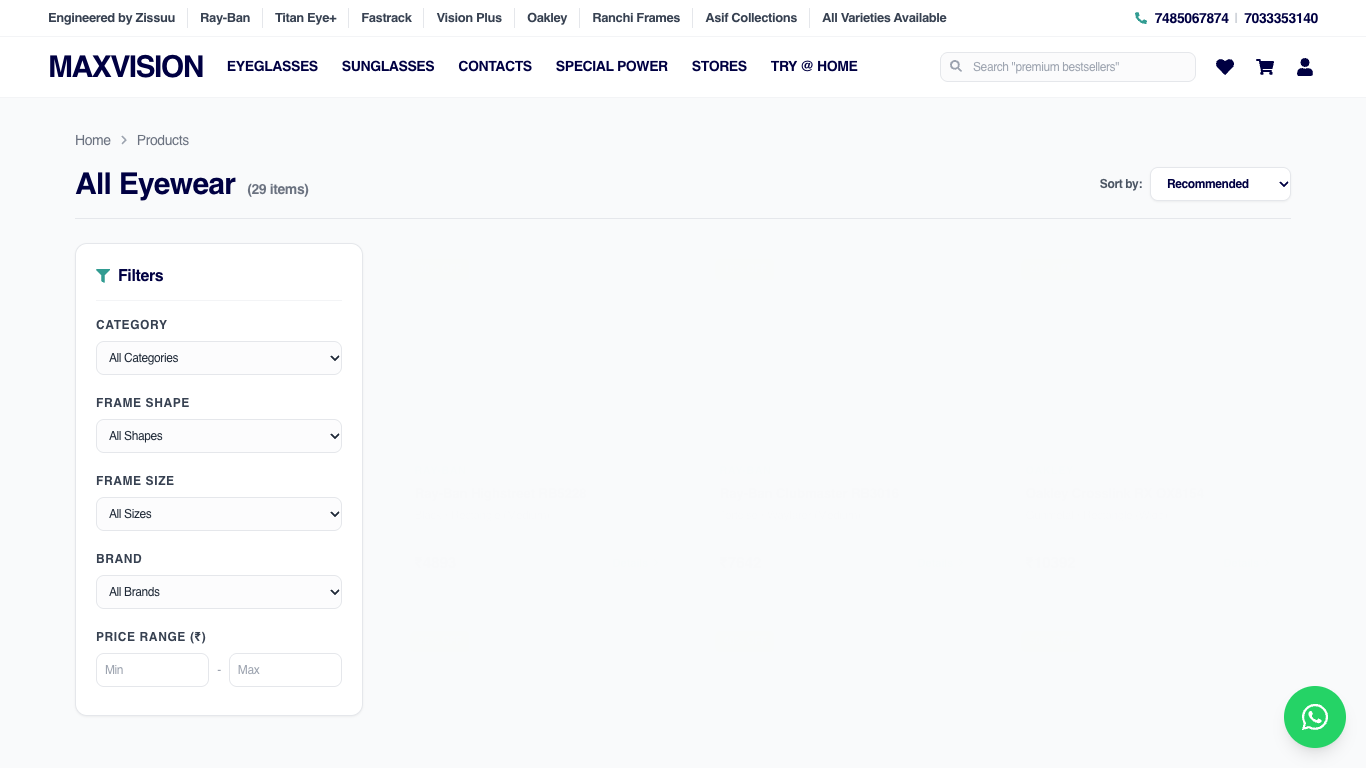 Engineered by Zissuu Ray-Ban Titan Eye+ Fastrack Vision Plus Oakley Ranchi Frames Asif Collections All Varieties Available 7485067874 | 7033353140
MAXVISION EYEGLASSES SUNGLASSES CONTACTS SPECIAL POWER STORES TRY @ HOME Search "premium bestsellers"
Home Products
All Eyewear (29 items) Sort by: Recommended
Filters
CATEGORY
All Categories
FRAME SHAPE
All Shapes
FRAME SIZE
All Sizes
BRAND
All Brands
PRICE RANGE (₹)
Min - Max